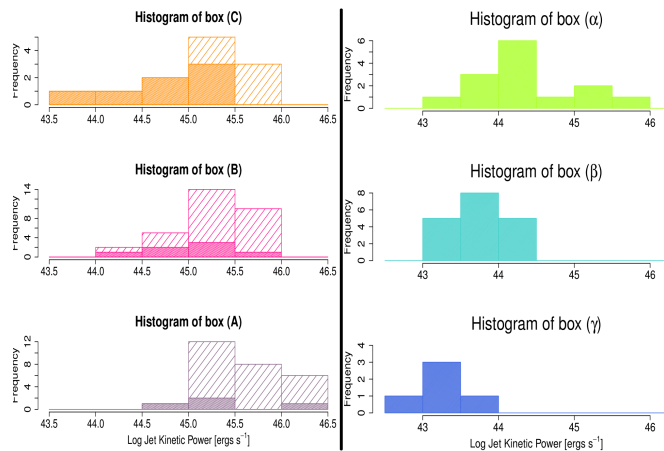 Histogram of box (C)
Frequency
0 2 4
43.5 44.0 44.5 45.0 45.5 46.0 46.5
Histogram of box (B)
Frequency
0 4 8 14
43.5 44.0 44.5 45.0 45.5 46.0 46.5
Histogram of box (A)
Frequency
0 4 8 12
43.5 44.0 44.5 45.0 45.5 46.0 46.5
Log Jet Kinetic Power [ergs s⁻¹]
Histogram of box (α)
Frequency
0 2 4 6
43 44 45 46
Histogram of box (β)
Frequency
0 2 4 6 8
43 44 45 46
Histogram of box (γ)
Frequency
0 1 2 3 4
43 44 45 46
Log Jet Kinetic Power [ergs s⁻¹]